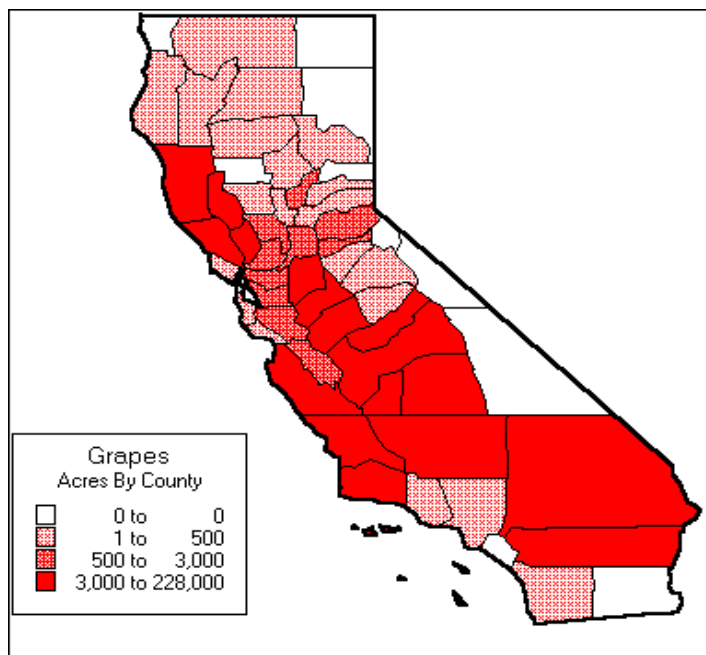 Grapes
Acres By County
0 to 0
1 to 500
500 to 3,000
3,000 to 228,000